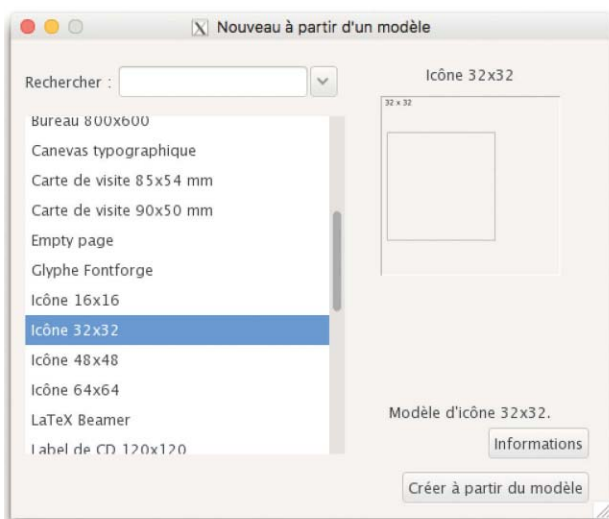 Nouveau à partir d'un modèle
Rechercher :
Bureau 800x600
Canevas typographique
Carte de visite 85x54 mm
Carte de visite 90x50 mm
Empty page
Glyphe Fontforge
Icône 16x16
Icône 32x32
Icône 48x48
Icône 64x64
LaTeX Beamer
Label de CD 120x120
Icône 32x32
32 x 32
Modèle d'icône 32x32.
Informations
Créer à partir du modèle